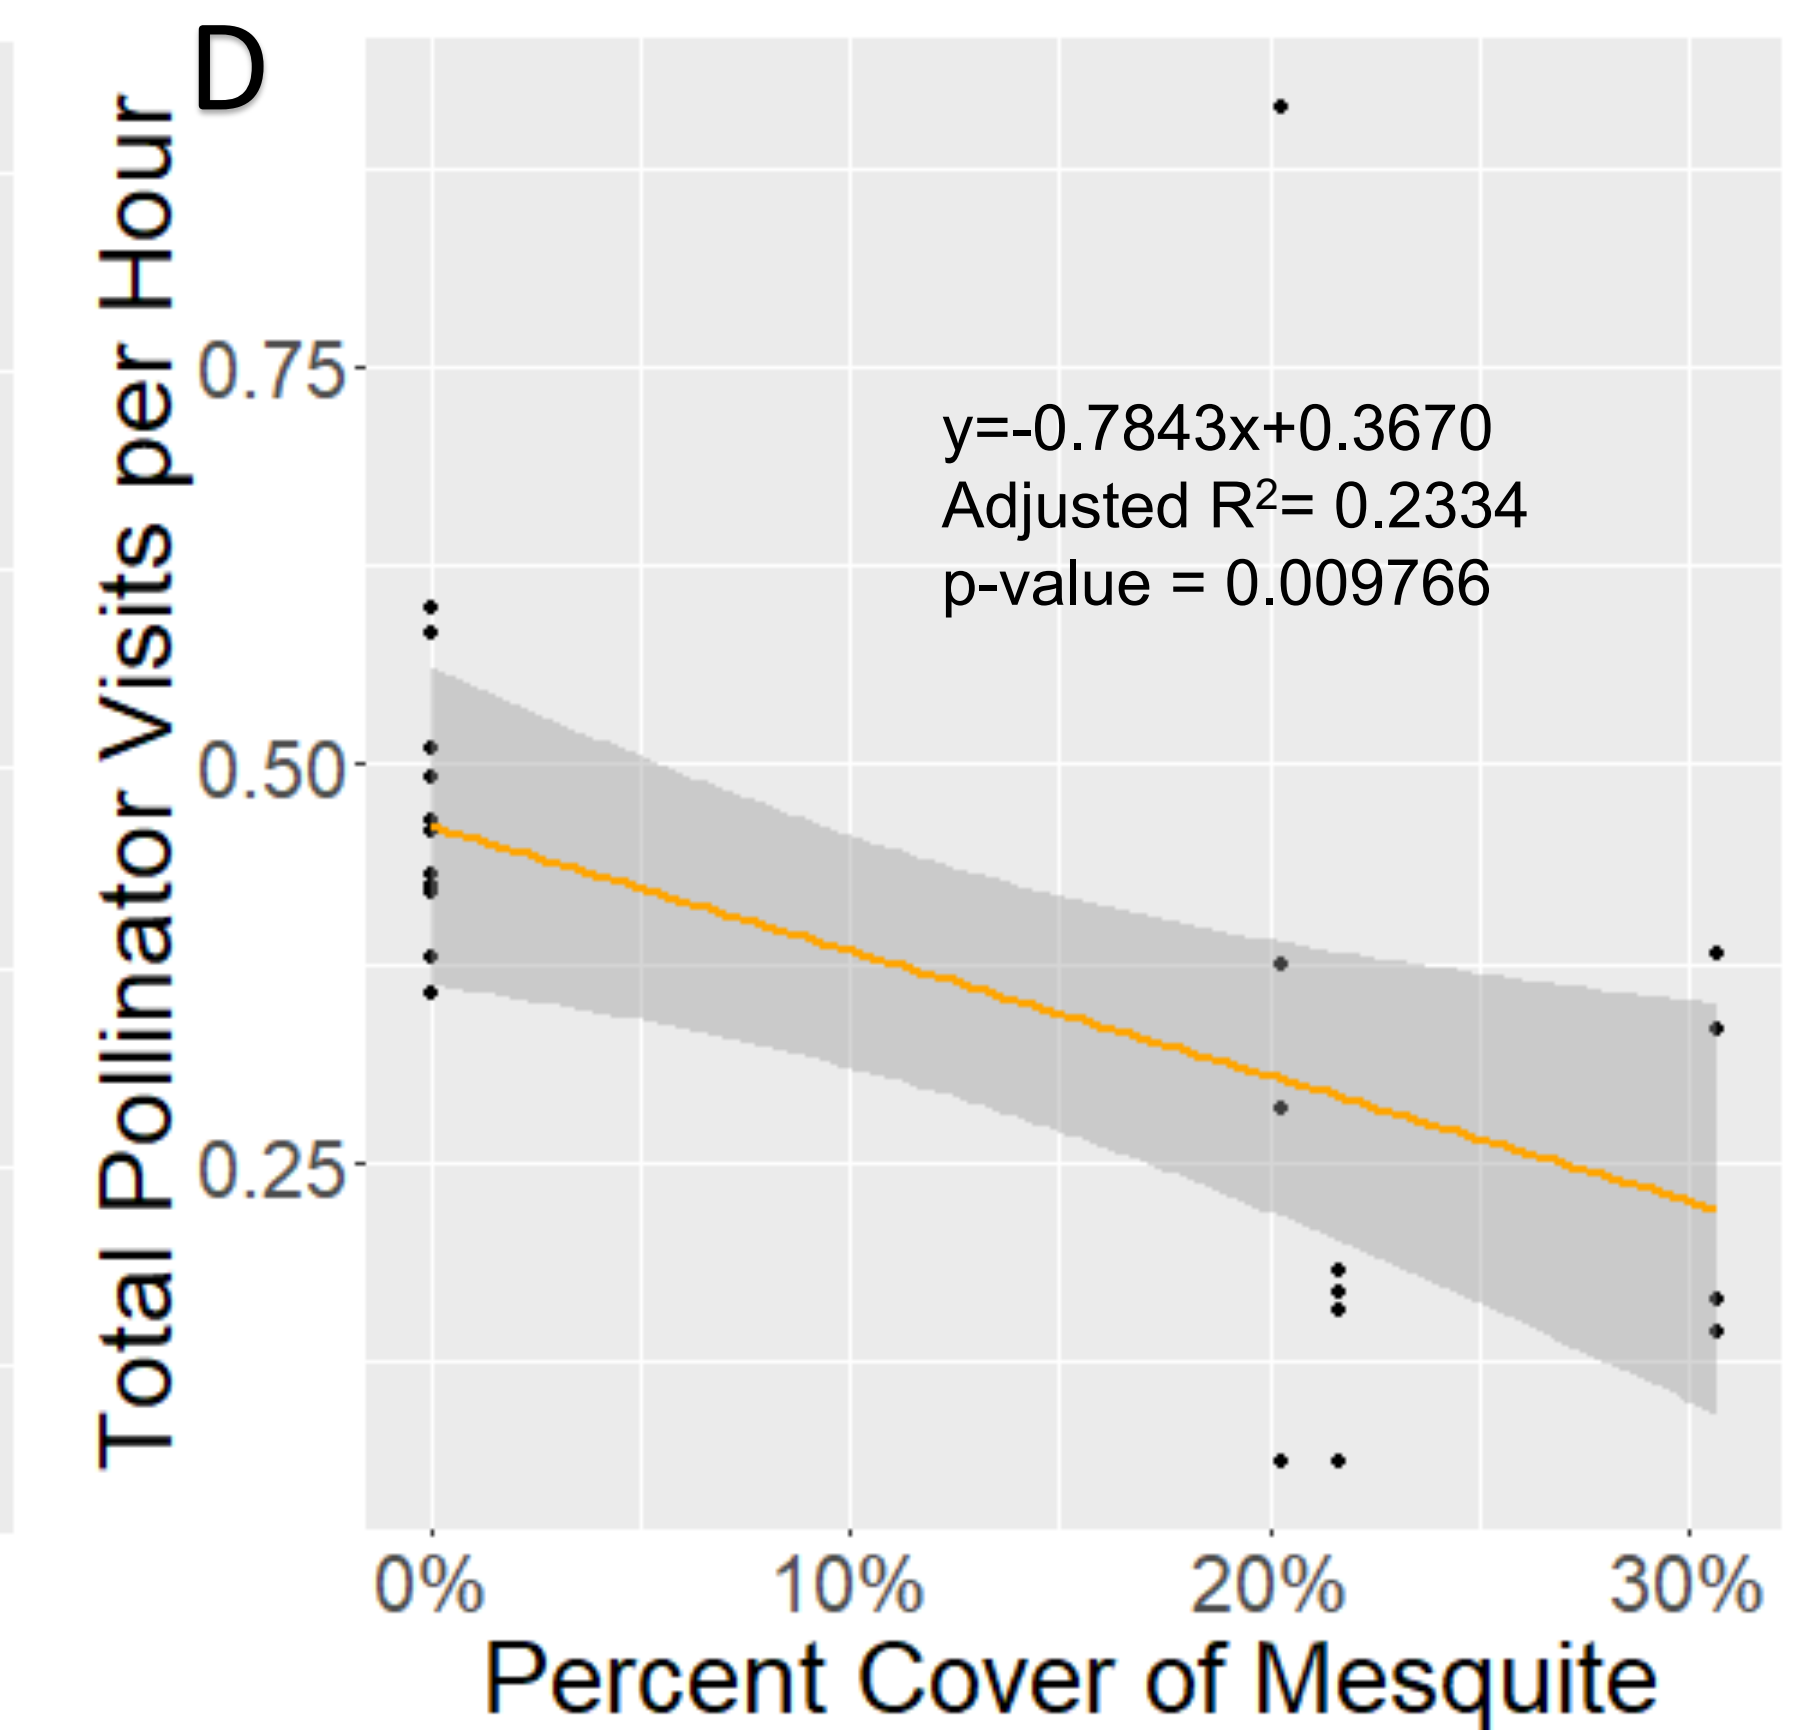 D
Total Pollinator Visits per Hour
0.75
0.50
0.25
y=-0.7843x+0.3670
Adjusted R²= 0.2334
p-value = 0.009766
0% 10% 20% 30%
Percent Cover of Mesquite